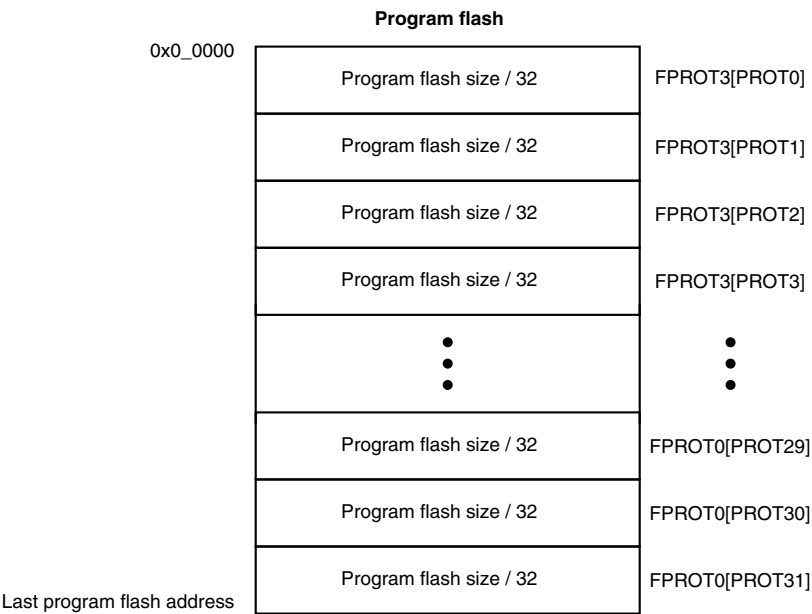 Program flash
0x0_0000
Program flash size / 32 FPROT3[PROT0]
Program flash size / 32 FPROT3[PROT1]
Program flash size / 32 FPROT3[PROT2]
Program flash size / 32 FPROT3[PROT3]
Program flash size / 32 FPROT0[PROT29]
Program flash size / 32 FPROT0[PROT30]
Program flash size / 32 FPROT0[PROT31]
Last program flash address